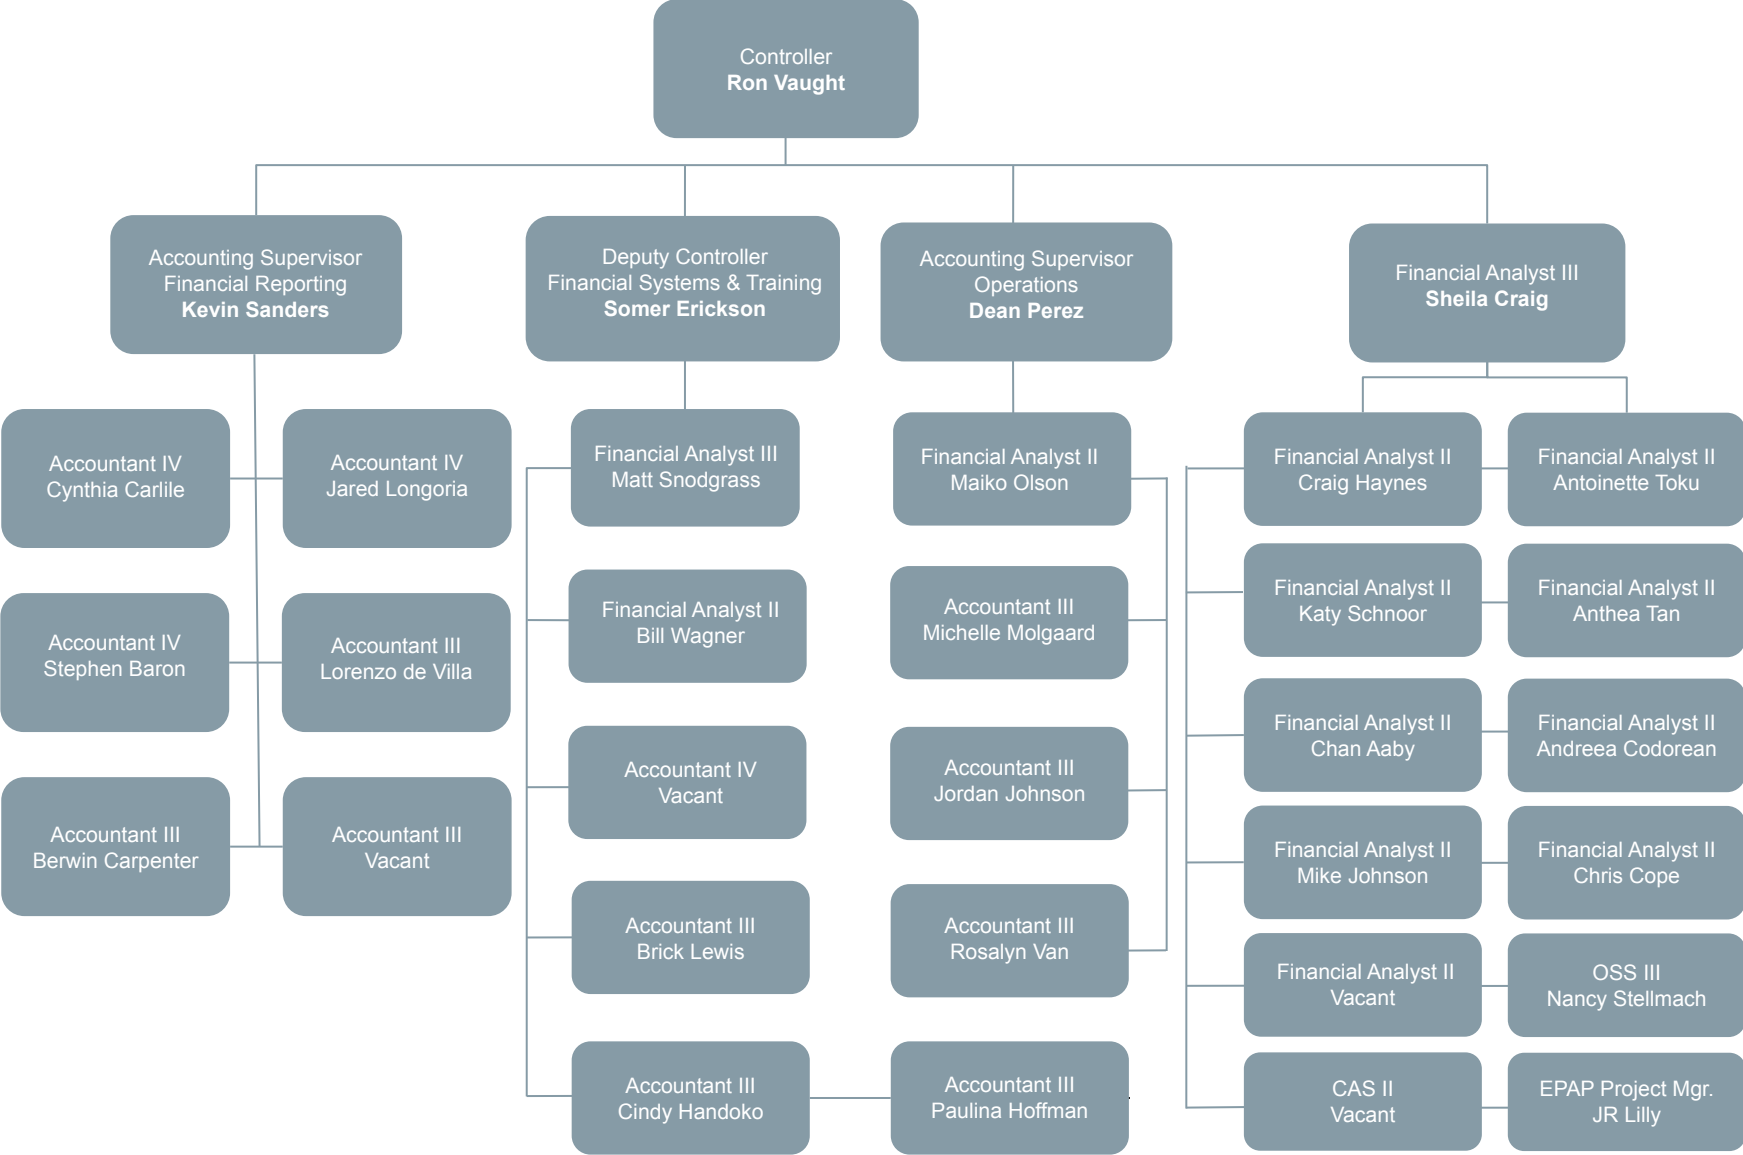 Controller
Ron Vaught
Accounting Supervisor
Financial Reporting
Kevin Sanders
Deputy Controller
Financial Systems & Training
Somer Erickson
Accounting Supervisor
Operations
Dean Perez
Financial Analyst III
Sheila Craig
Accountant IV
Cynthia Carlile
Accountant IV
Jared Longoria
Accountant IV
Stephen Baron
Accountant III
Lorenzo de Villa
Accountant III
Berwin Carpenter
Accountant III
Vacant
Financial Analyst III
Matt Snodgrass
Financial Analyst II
Bill Wagner
Accountant IV
Vacant
Accountant III
Brick Lewis
Accountant III
Cindy Handoko
Accountant III
Paulina Hoffman
Financial Analyst II
Maiko Olson
Accountant III
Michelle Molgaard
Accountant III
Jordan Johnson
Accountant III
Rosalyn Van
Financial Analyst II
Craig Haynes
Financial Analyst II
Antoinette Toku
Financial Analyst II
Katy Schnoor
Financial Analyst II
Anthea Tan
Financial Analyst II
Chan Aaby
Financial Analyst II
Andreea Codorean
Financial Analyst II
Mike Johnson
Financial Analyst II
Chris Cope
Financial Analyst II
Vacant
OSS III
Nancy Stellmach
CAS II
Vacant
EPAP Project Mgr.
JR Lilly